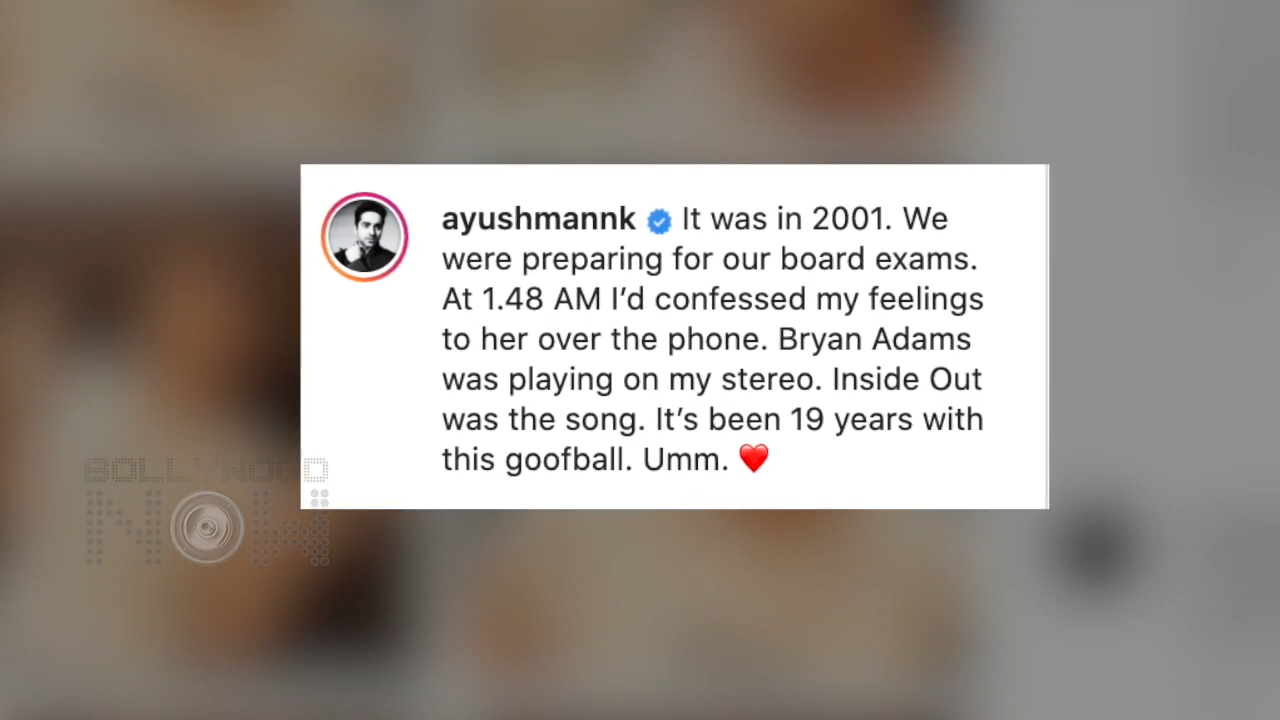 ayushmannk It was in 2001. We
were preparing for our board exams.
At 1.48 AM I’d confessed my feelings
to her over the phone. Bryan Adams
was playing on my stereo. Inside Out
was the song. It’s been 19 years with
this goofball. Umm. ❤️
BOLLYWOOD
NOW